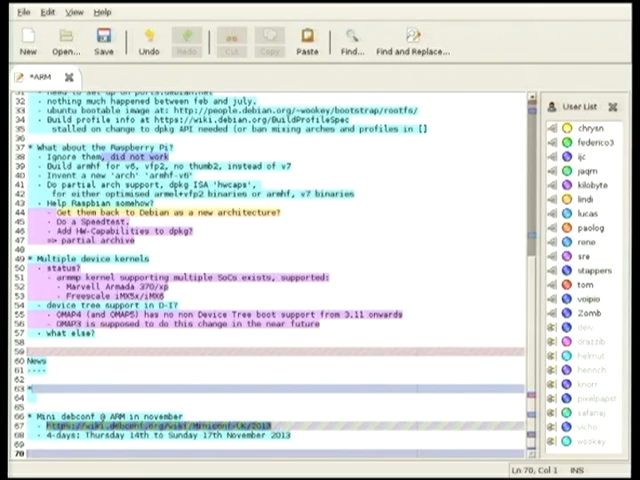 File Edit View Help
New Open... Save Undo Redo Cut Copy Paste Find... Find and Replace...
*ARM
32 - nothing much happened between feb and july.
33 - ubuntu bootable image at: http://people.debian.org/~wookey/bootstrap/rootfs/
34 - Build profile info at https://wiki.debian.org/BuildProfileSpec
35 stalled on change to dpkg API needed (or ban mixing arches and profiles in []
36
37 * What about the Raspberry Pi?
38 - Ignore them, did not work
39 - Build armhf for v6, vfp2, no thumb2, instead of v7
40 - Invent a new 'arch' 'armhf-v6'
41 - Do partial arch support, dpkg ISA 'hwcaps',
42 for either optimised armel+vfp2 binaries or armhf, v7 binaries
43 - Help Raspbian somehow?
44 - Get them back to Debian as a new architecture?
45 - Do a Speedtest.
46 - Add HW-Capabilities to dpkg?
47 => partial archive
48
49 * Multiple device kernels
50 - status?
51 - armmp kernel supporting multiple SoCs exists, supported:
52 - Marvell Armada 370/xp
53 - Freescale iMX5x/iMX6
54 - device tree support in D-I?
55 - OMAP4 (and OMAP5) has no non Device Tree boot support from 3.11 onwards
56 - OMAP3 is supposed to do this change in the near future
57 - what else?
58
59
60 News
61 ----
62
63 *
64
65
66 * Mini debconf @ ARM in november
67 - https://wiki.debconf.org/wiki/Miniconf-UK/2013
68 - 4-days: Thursday 14th to Sunday 17th November 2013
69
70
User List
chrysn
federico3
ijc
jaqm
kilobyte
lindi
lucas
paolog
rene
sre
stappers
tom
voipio
Zomb
drazzib
helmut
knorr
pixelpapst
wookey
Ln 70, Col 1 INS